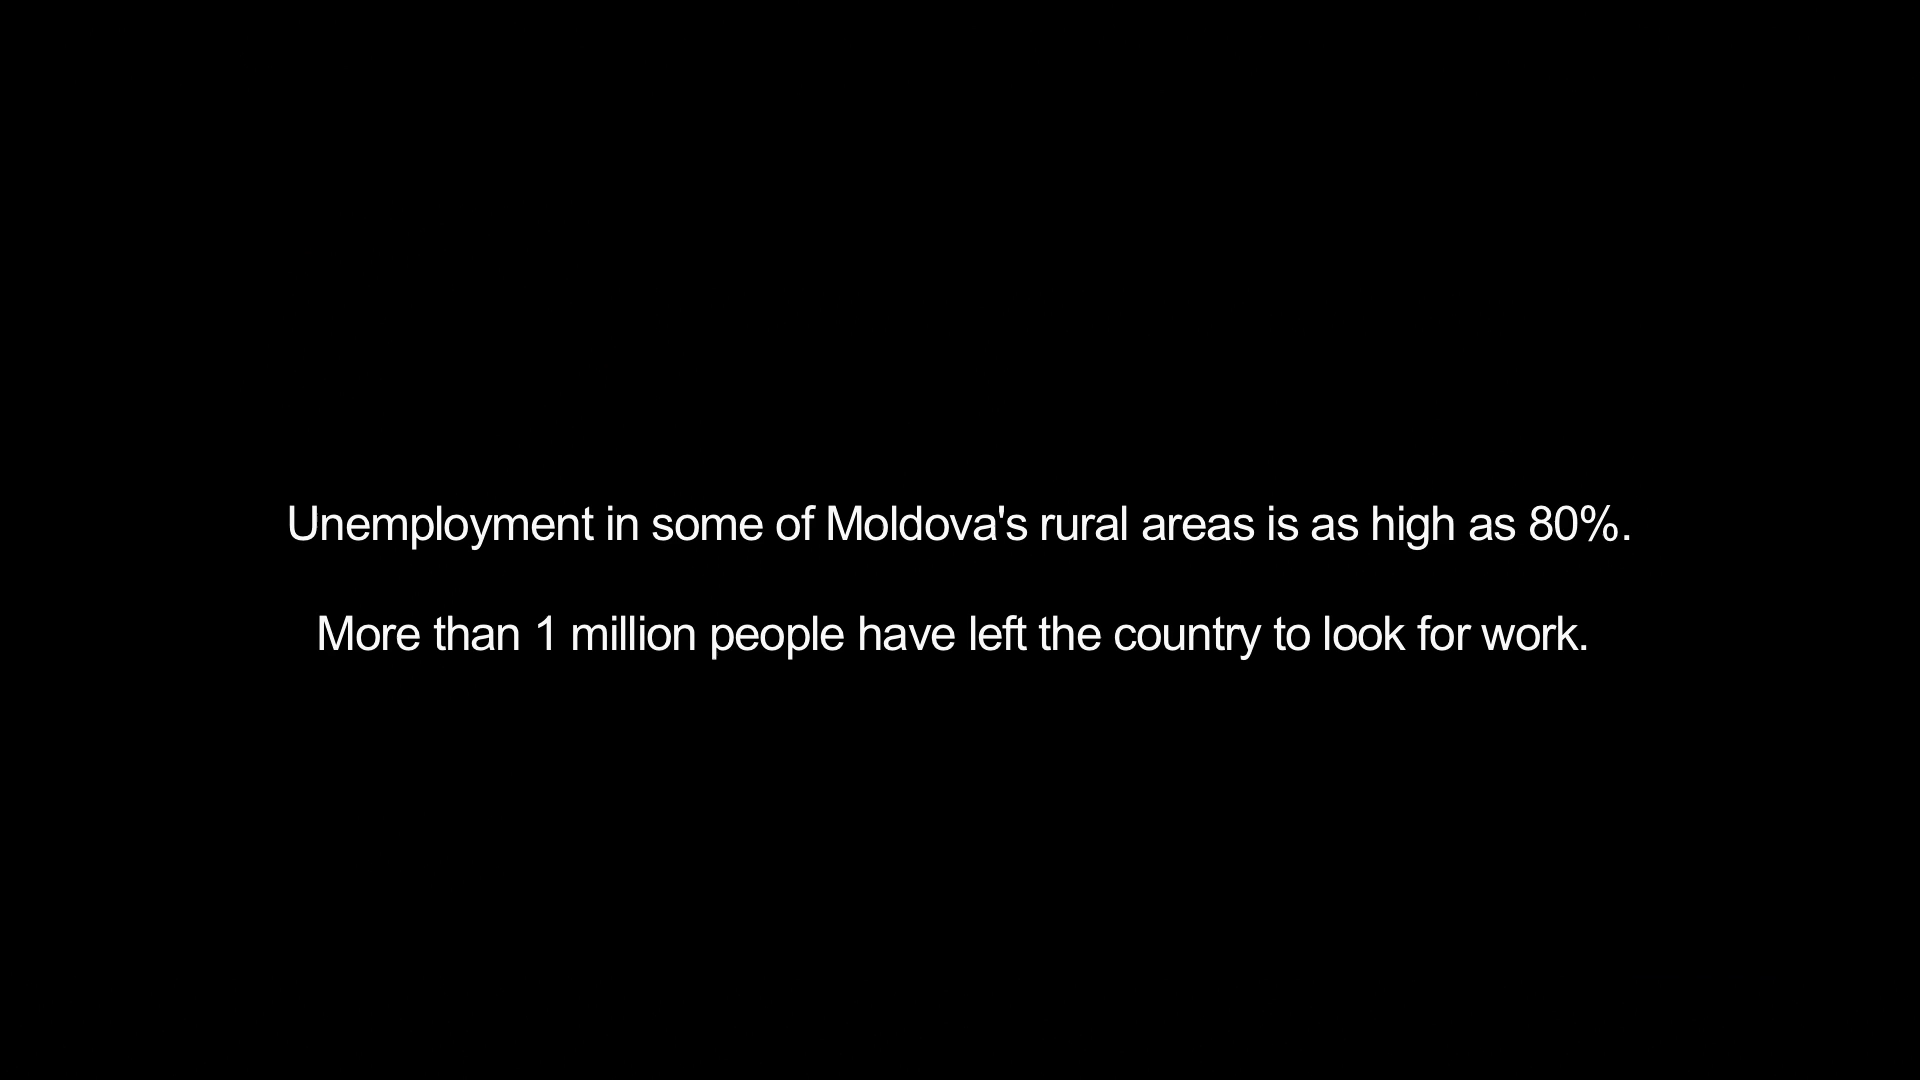 Unemployment in some of Moldova's rural areas is as high as 80%.
More than 1 million people have left the country to look for work.